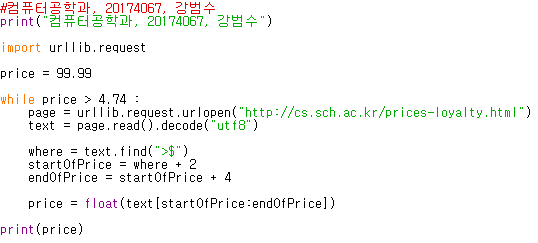 #컴퓨터공학과, 20174067, 강범수
print("컴퓨터공학과, 20174067, 강범수")
import urllib.request
price = 99.99
while price > 4.74 :
    page = urllib.request.urlopen("http://cs.sch.ac.kr/prices-loyalty.html")
    text = page.read().decode("utf8")
    where = text.find(">$")
    startOfPrice = where + 2
    endOfPrice = startOfPrice + 4
    price = float(text[startOfPrice:endOfPrice])
print(price)